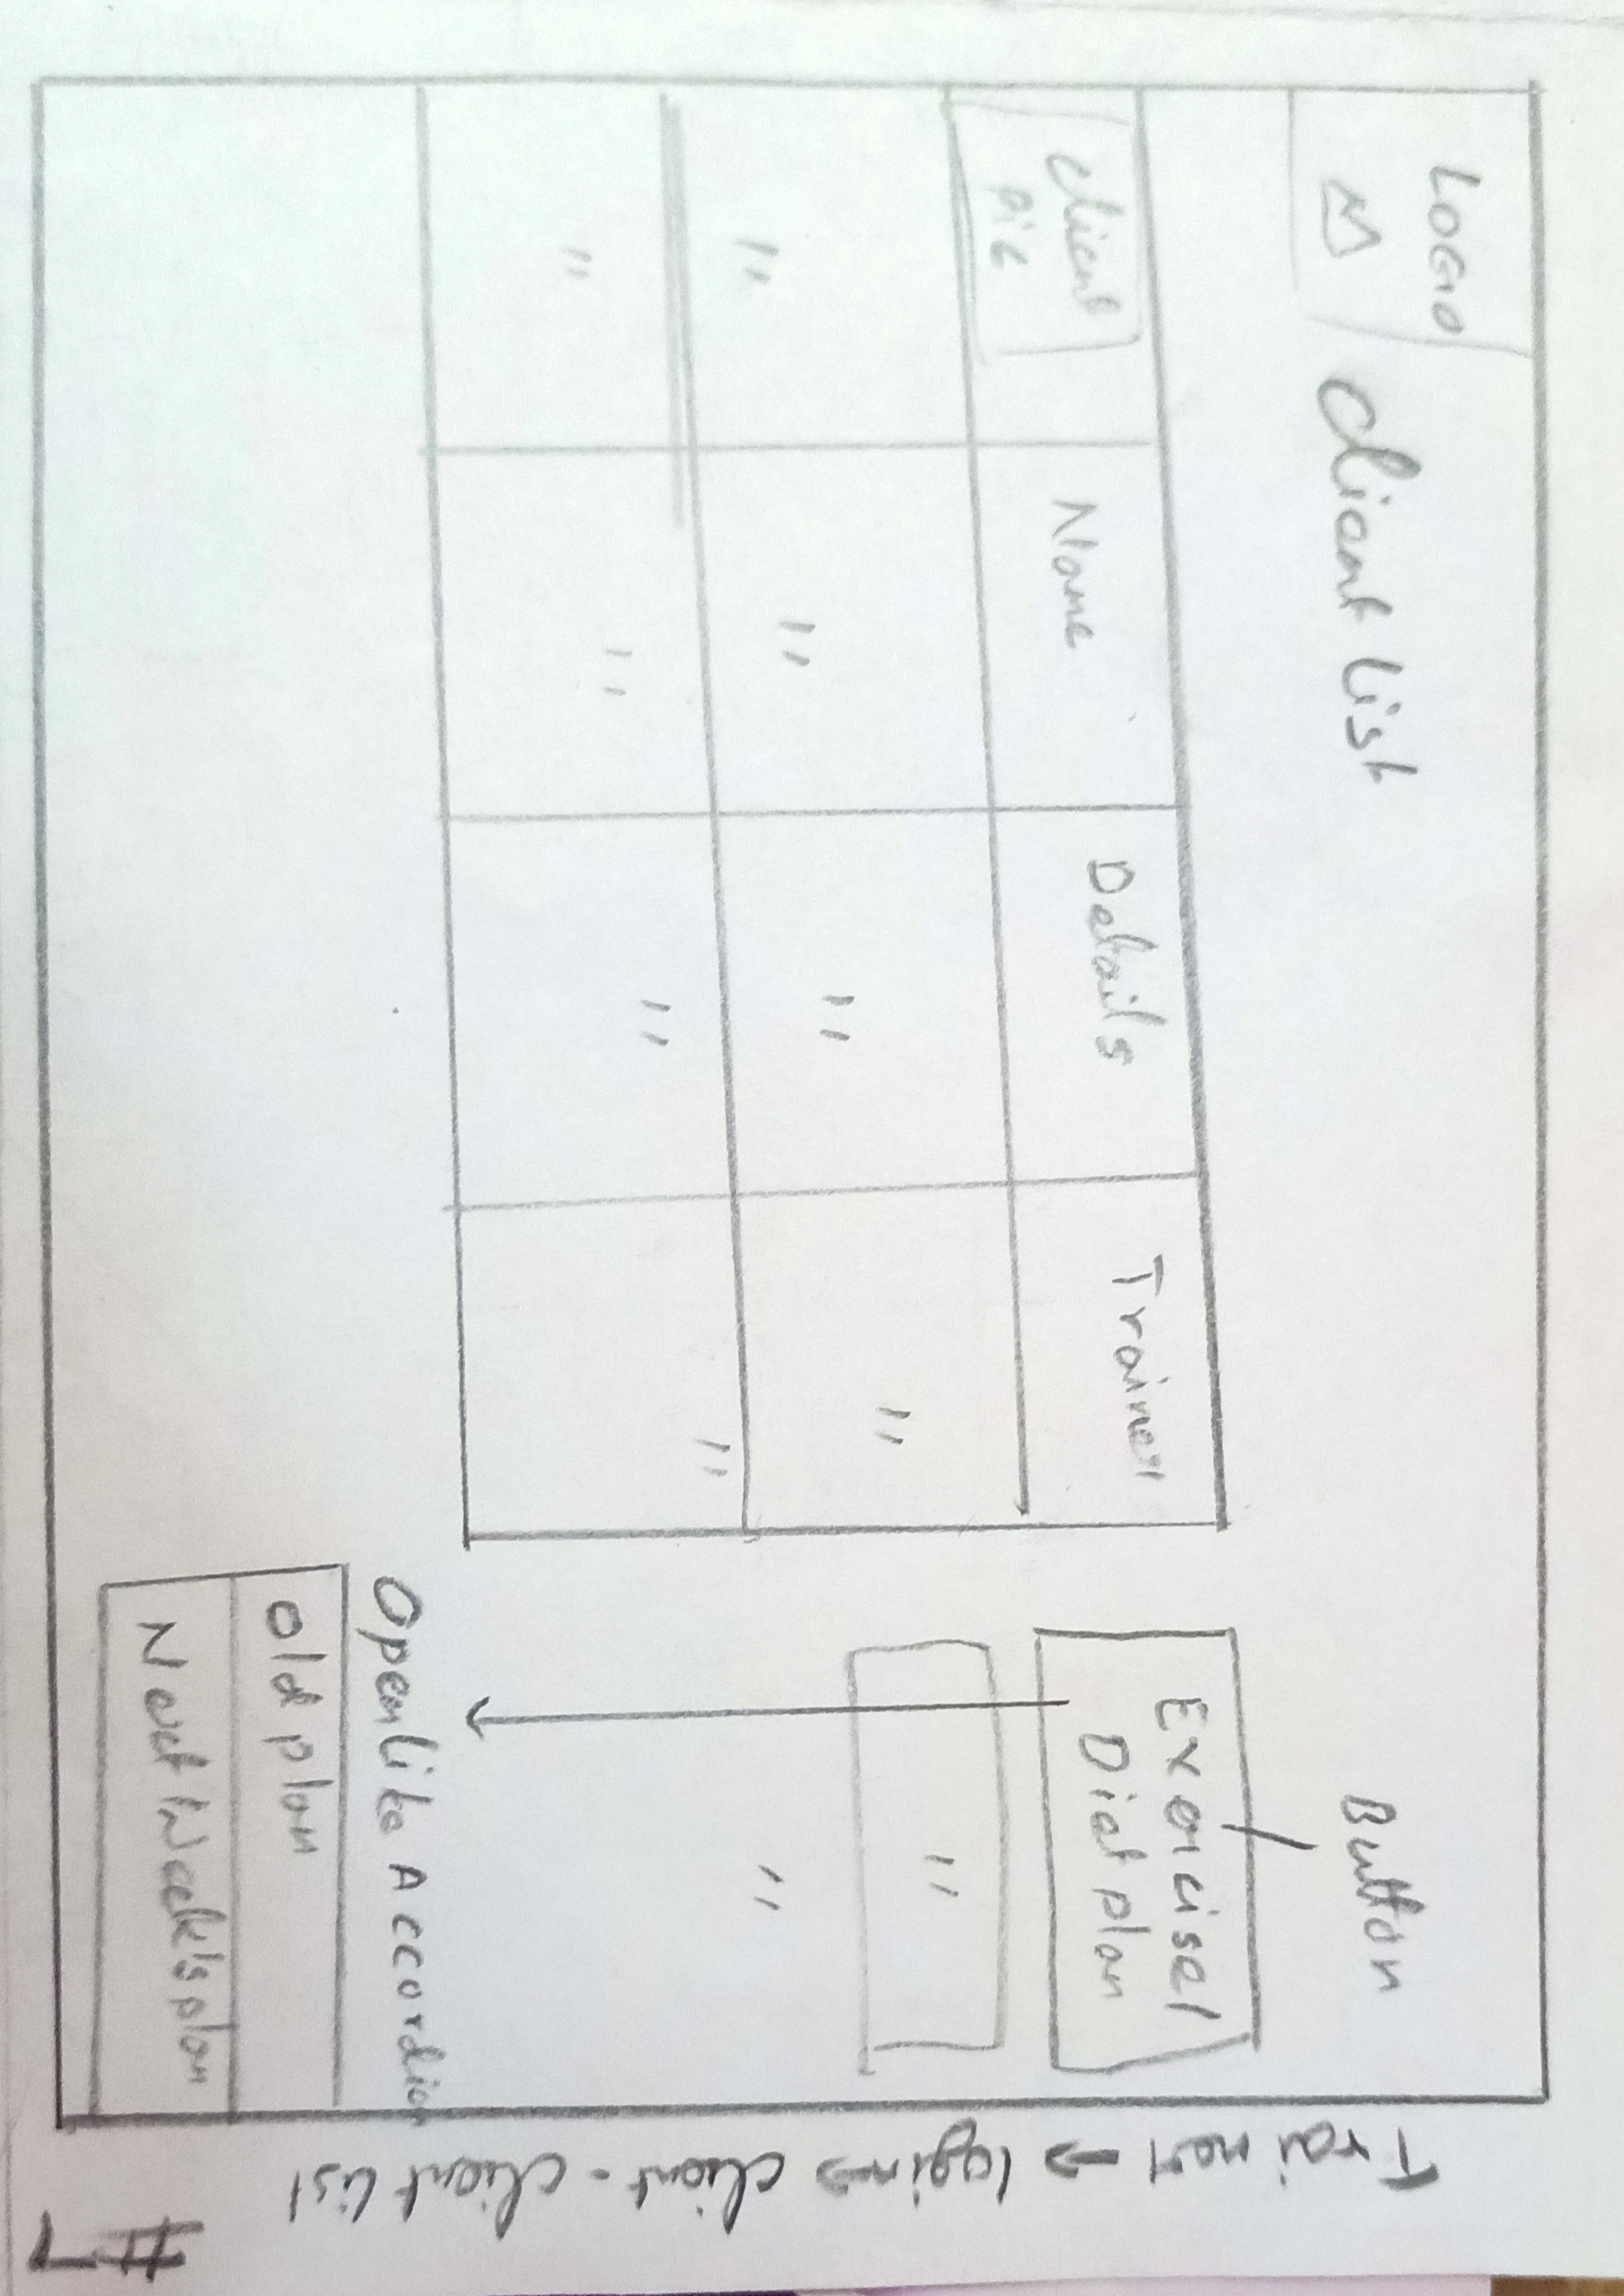 LOGO
Client List
Button
Client
Pic
Name
Details
Trainer
Exercise/
Diet plan
"
"
"
"
"
"
"
"
"
"
Open like Accordion
Old plan
Next Week's plan
Trainer → login → client - client list
#7